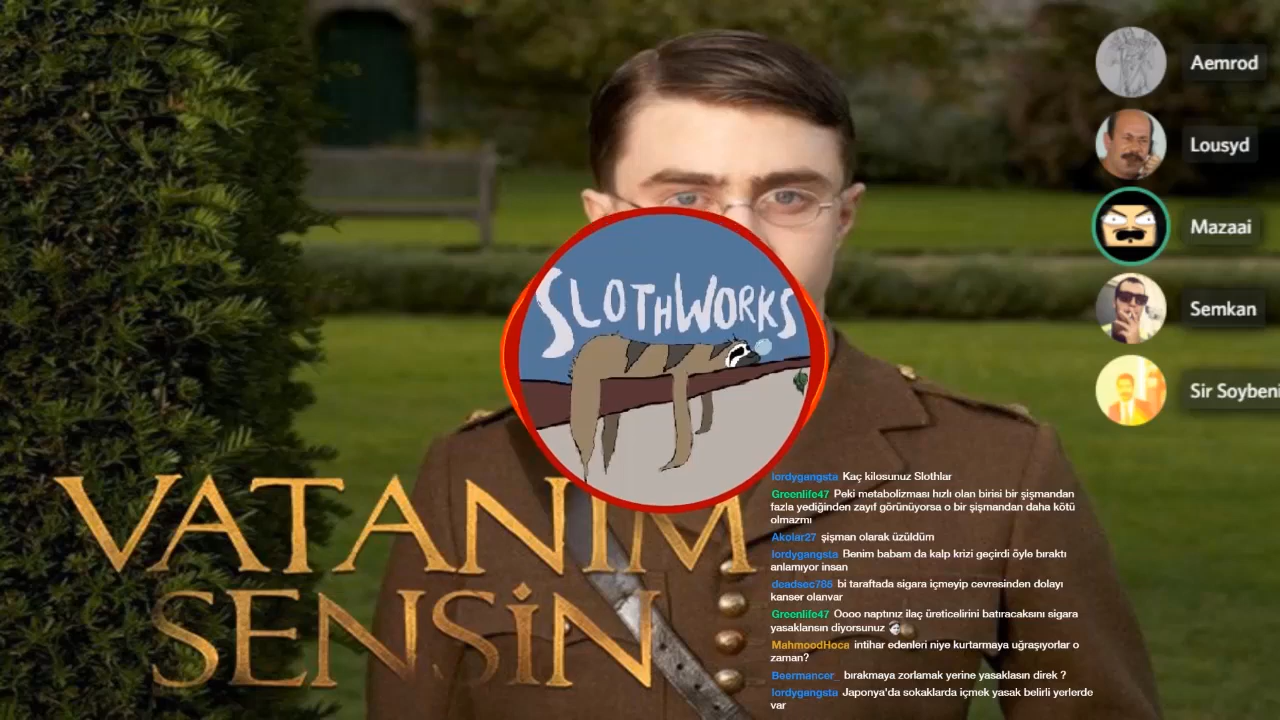 Aemrod
Lousyd
Mazaai
Semkan
Sir Soybeni
SLOTHWORKS
VATANIM
SENSİN
lordygangsta Kaç kilosunuz Slothlar
Greenlife47 Peki metabolizması hızlı olan birisi bir şişmandan
fazla yediğinden zayıf görünüyorsa o bir şişmandan daha kötü
olmazmı
Akolar27 şişman olarak üzüldüm
lordygangsta Benim babam da kalp krizi geçirdi öyle bıraktı
anlamıyor insan
deadsec785 bi taraftada sigara içmeyip cevresinden dolayı
kanser olanvar
Greenlife47 Oooo naptınız ilaç üreticelirini batıracaksını sigara
yasaklansın diyorsunuz
MahmoodHoca intihar edenleri niye kurtarmaya uğraşıyorlar o
zaman?
Beermancer_ bırakmaya zorlamak yerine yasaklasın direk ?
lordygangsta Japonya'da sokaklarda içmek yasak belirli yerlerde
var